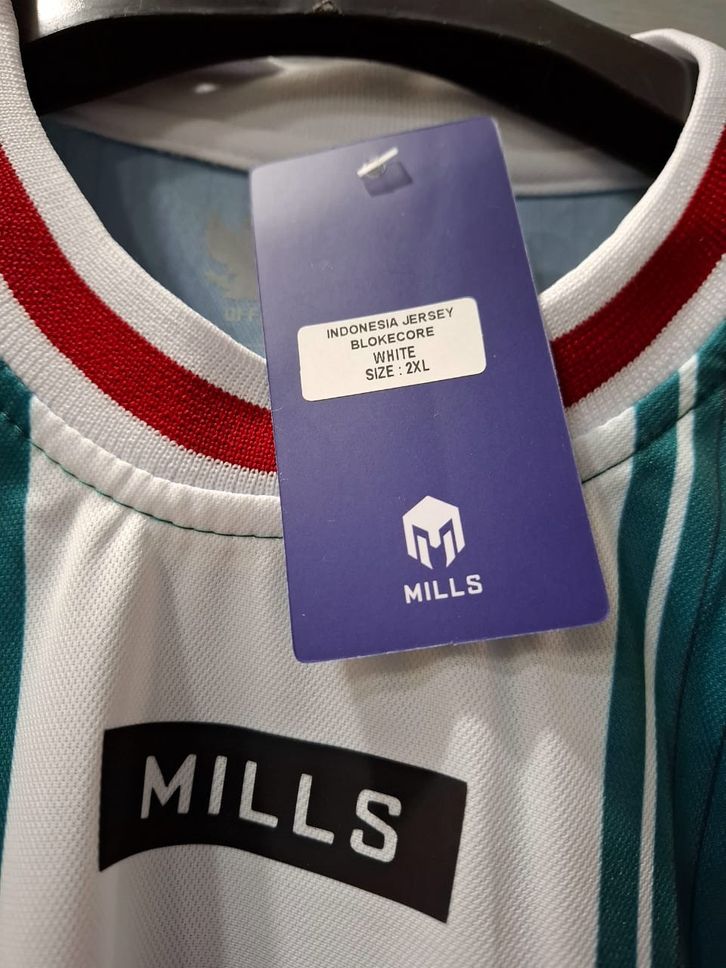 INDONESIA JERSEY
BLOKECORE
WHITE
SIZE : 2XL
MILLS
MILLS